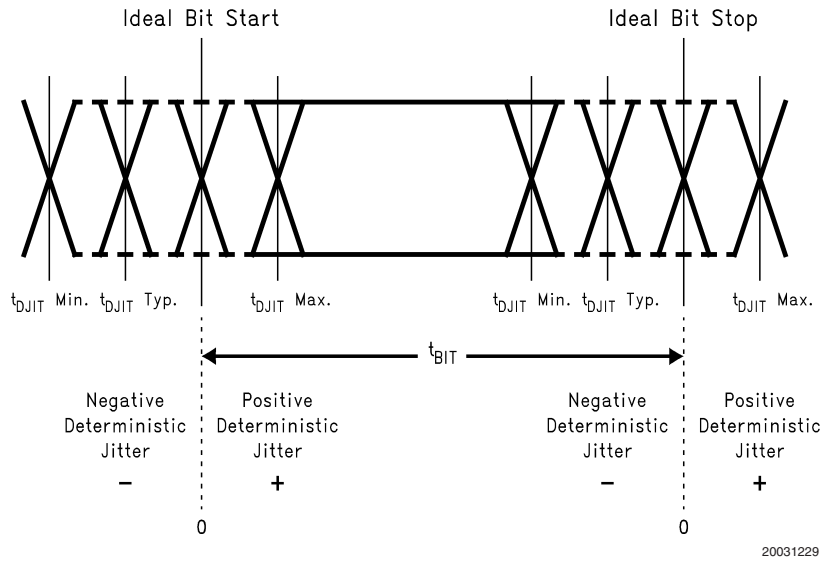 Ideal Bit Start
Ideal Bit Stop
tDJIT Min.
tDJIT Typ.
tDJIT Max.
tDJIT Min.
tDJIT Typ.
tDJIT Max.
tBIT
Negative
Deterministic
Jitter
−
Positive
Deterministic
Jitter
+
Negative
Deterministic
Jitter
−
Positive
Deterministic
Jitter
+
0
0
20031229